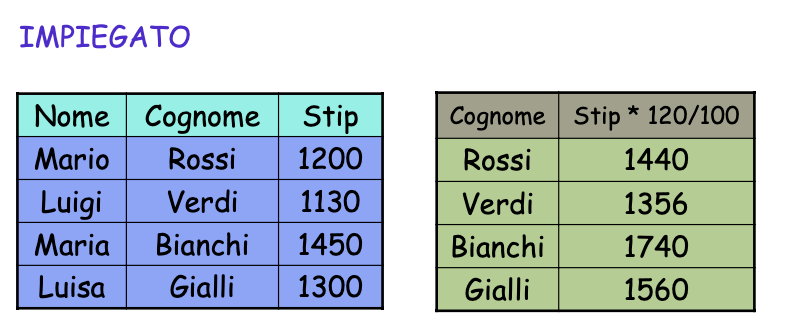 IMPIEGATO
Nome Cognome Stip
Mario Rossi 1200
Luigi Verdi 1130
Maria Bianchi 1450
Luisa Gialli 1300
Cognome Stip * 120/100
Rossi 1440
Verdi 1356
Bianchi 1740
Gialli 1560